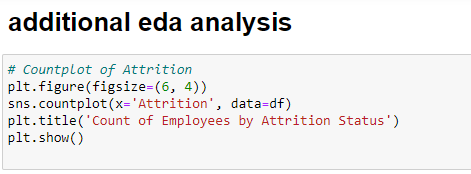 additional eda analysis
# Countplot of Attrition
plt.figure(figsize=(6, 4))
sns.countplot(x='Attrition', data=df)
plt.title('Count of Employees by Attrition Status')
plt.show()